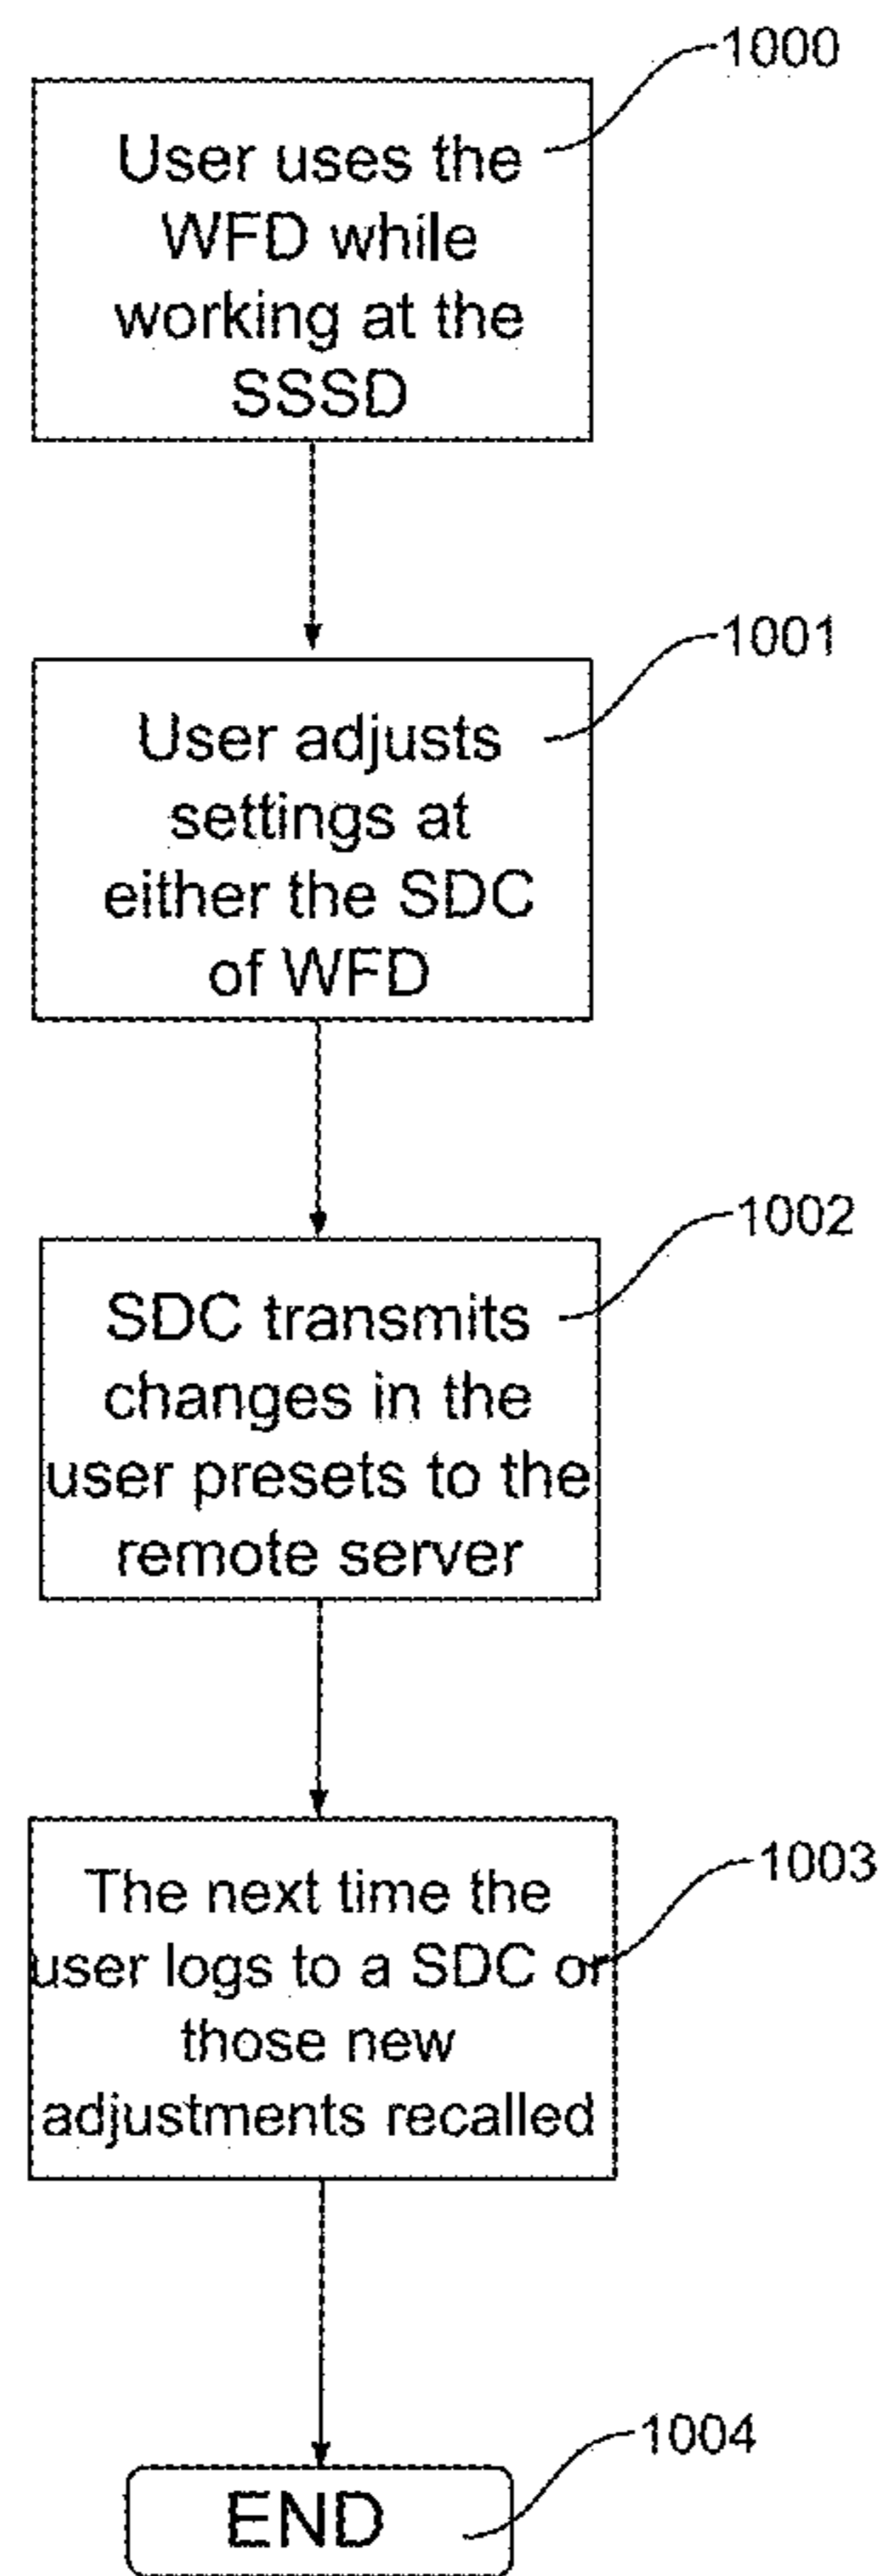 1000
User uses the
WFD while
working at the
SSSD
1001
User adjusts
settings at
either the SDC
of WFD
1002
SDC transmits
changes in the
user presets to the
remote server
1003
The next time the
user logs to a SDC or
those new
adjustments recalled
1004
END